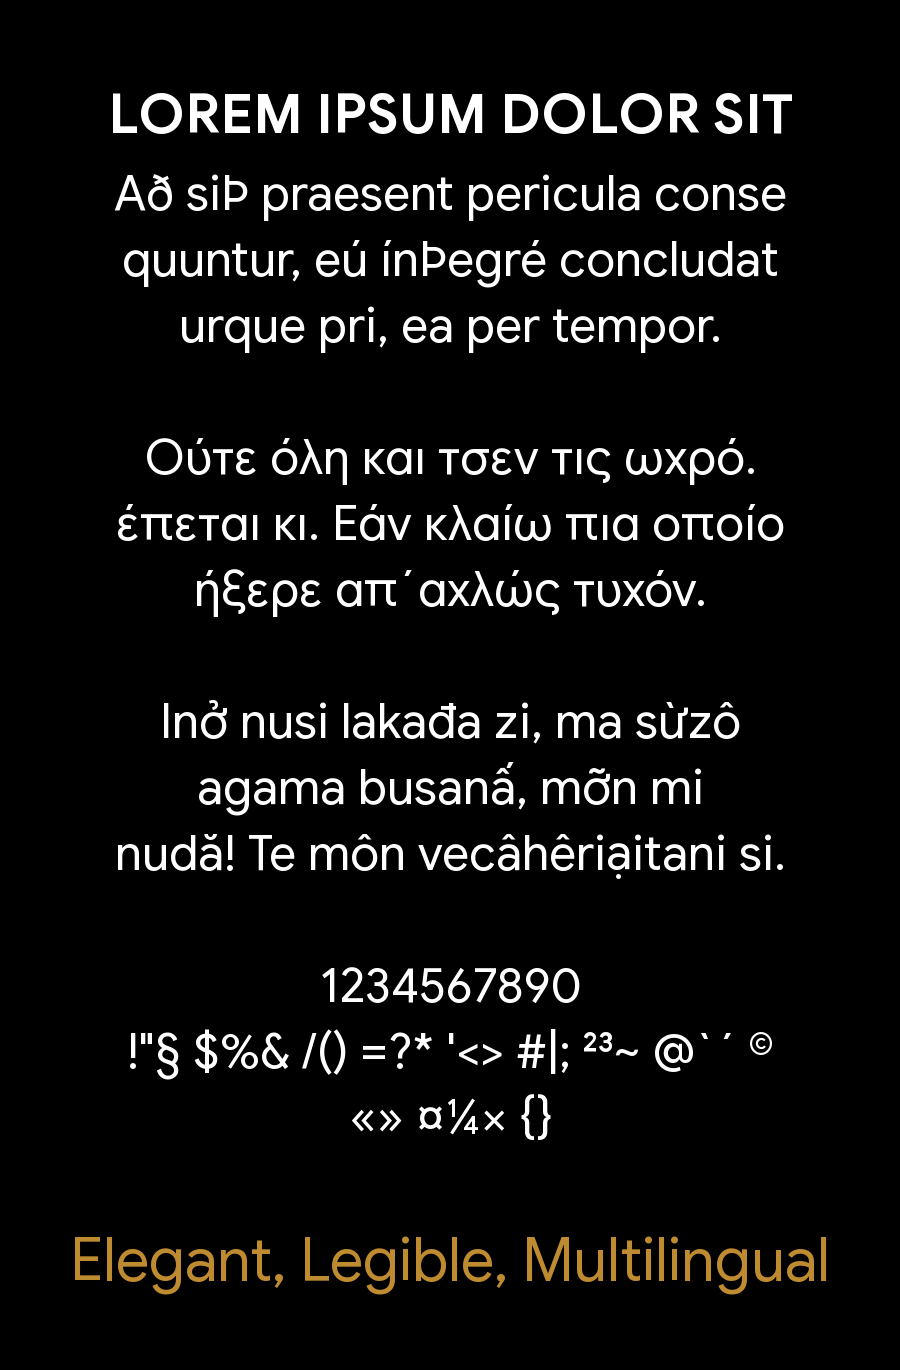 LOREM IPSUM DOLOR SIT
Að siÞ praesent pericula conse
quuntur, eú ínÞegré concludat
urque pri, ea per tempor.
Ούτε όλη και τσεν τις ωχρό.
έπεται κι. Εάν κλαίω πια οποίο
ήξερε απ΄αχλώς τυχόν.
Inở nusi lakađa zi, ma sừzô
agama busanấ, mỡn mi
nudă! Te môn vecâhêriạitani si.
1234567890
!"§ $%& /() =?* '<> #|; ²³~ @`´ ©
«» ¤¼× {}
Elegant, Legible, Multilingual